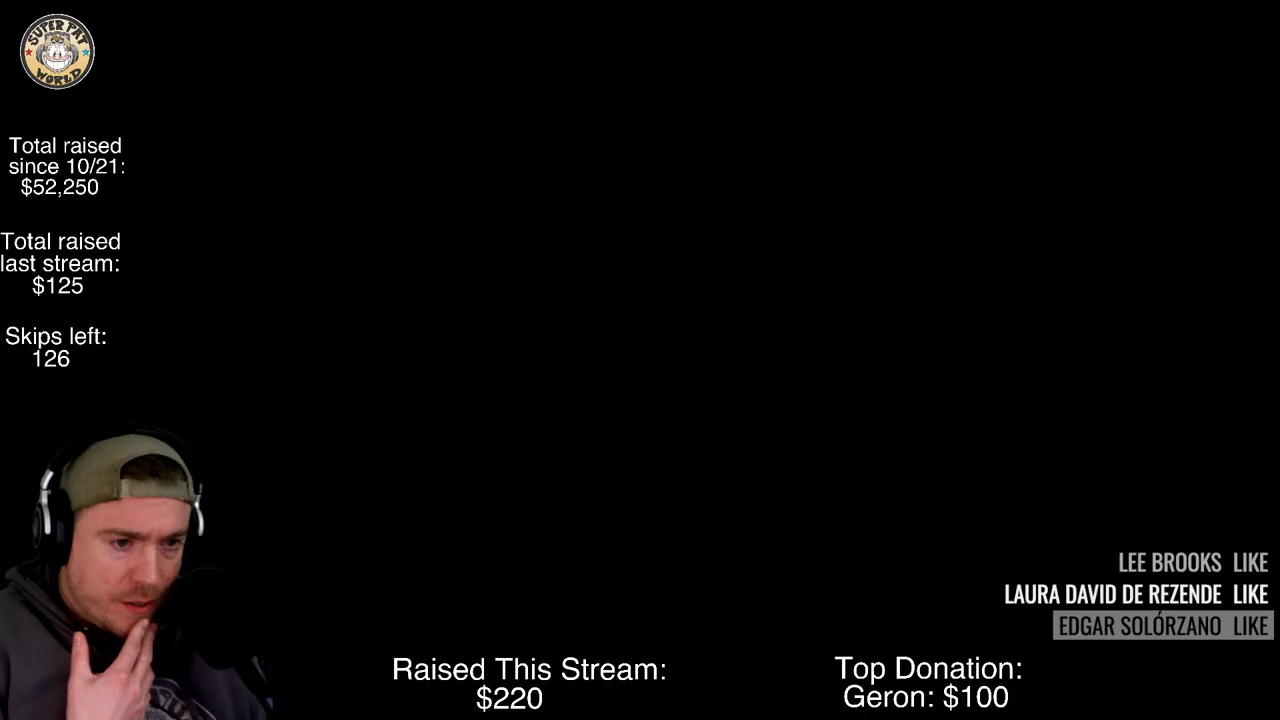 SUPER PAT
WORLD
Total raised
since 10/21:
$52,250
Total raised
last stream:
$125
Skips left:
126
LEE BROOKS LIKE
LAURA DAVID DE REZENDE LIKE
EDGAR SOLÓRZANO LIKE
Raised This Stream:
$220
Top Donation:
Geron: $100